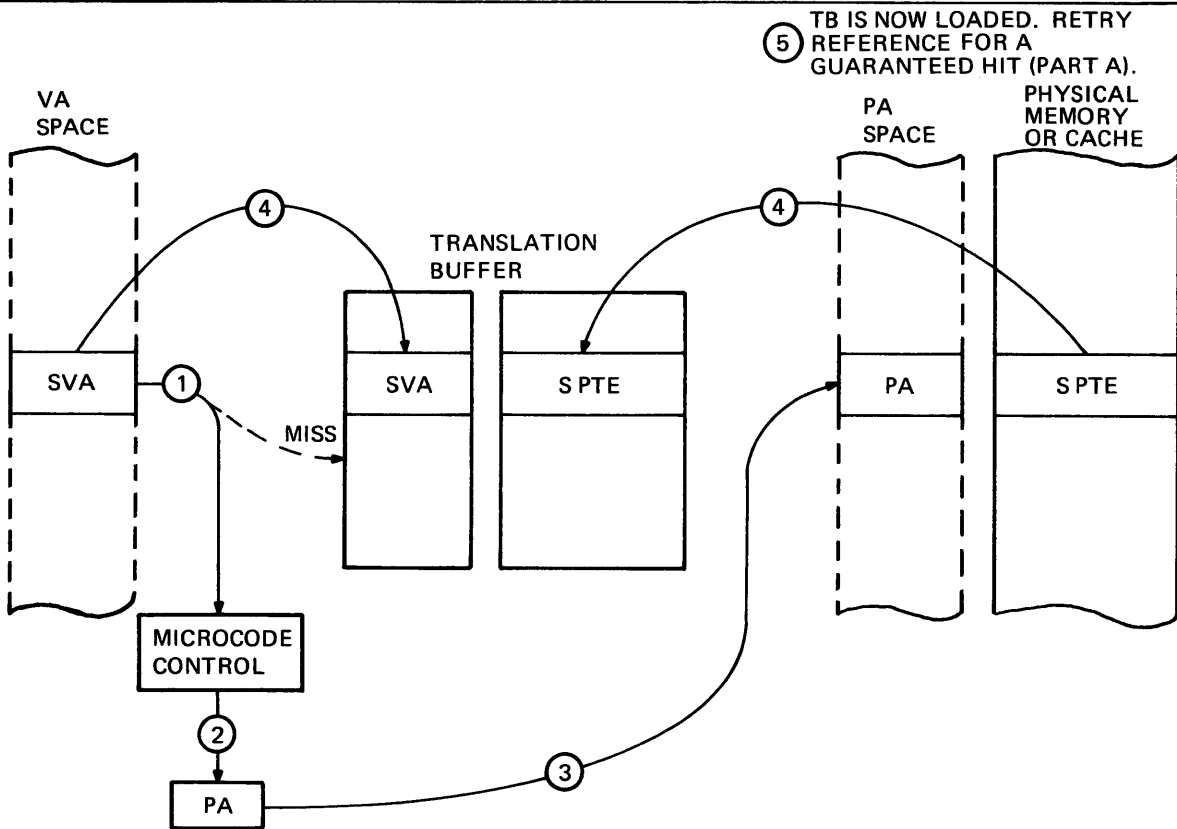 5 TB IS NOW LOADED. RETRY
REFERENCE FOR A
GUARANTEED HIT (PART A).
VA
SPACE
PA
SPACE
PHYSICAL
MEMORY
OR CACHE
4
4
TRANSLATION
BUFFER
SVA
1
SVA
S PTE
PA
S PTE
MISS
MICROCODE
CONTROL
2
3
PA